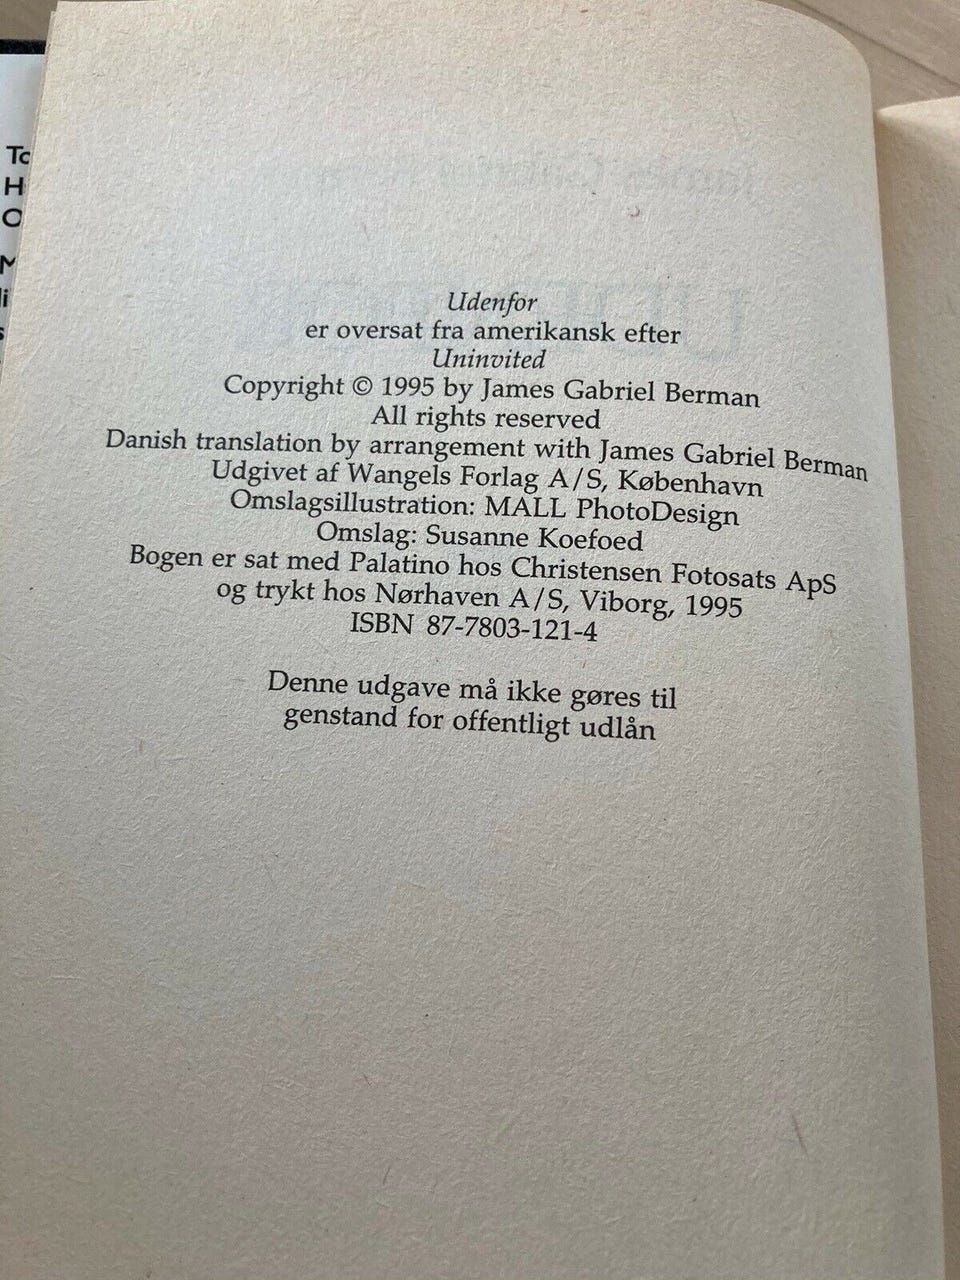 Udenfor
er oversat fra amerikansk efter
Uninvited
Copyright © 1995 by James Gabriel Berman
All rights reserved
Danish translation by arrangement with James Gabriel Berman
Udgivet af Wangels Forlag A/S, København
Omslagsillustration: MALL PhotoDesign
Omslag: Susanne Koefoed
Bogen er sat med Palatino hos Christensen Fotosats ApS
og trykt hos Nørhaven A/S, Viborg, 1995
ISBN 87-7803-121-4
Denne udgave må ikke gøres til
genstand for offentligt udlån